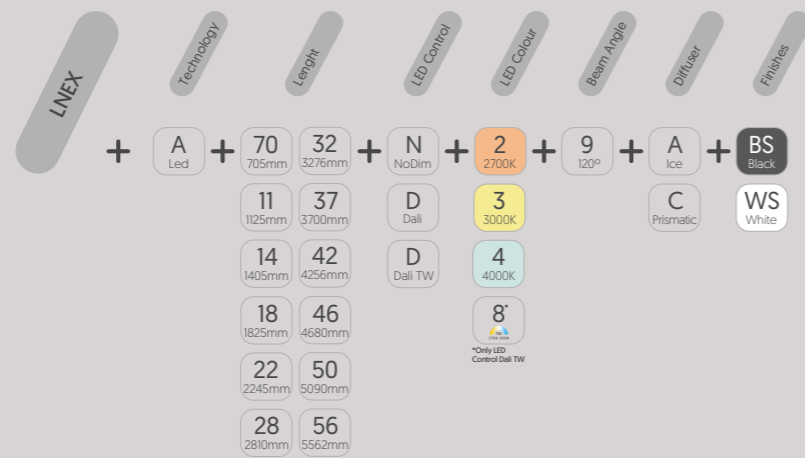 LNEX
Technology
Lenght
LED Control
LED Colour
Beam Angle
Diffuser
Finishes
+ A + 70 32 + N + 2 + 9 + A + BS
Led 705mm 3276mm NoDim 2700K 120º Ice Black
11 37 D 3 C WS
1125mm 3700mm Dali 3000K Prismatic White
14 42 D 4
1405mm 4256mm Dali TW 4000K
18 46 8*
1825mm 4680mm
*Only LED
Control Dali TW
22 50
2245mm 5090mm
28 56
2810mm 5562mm